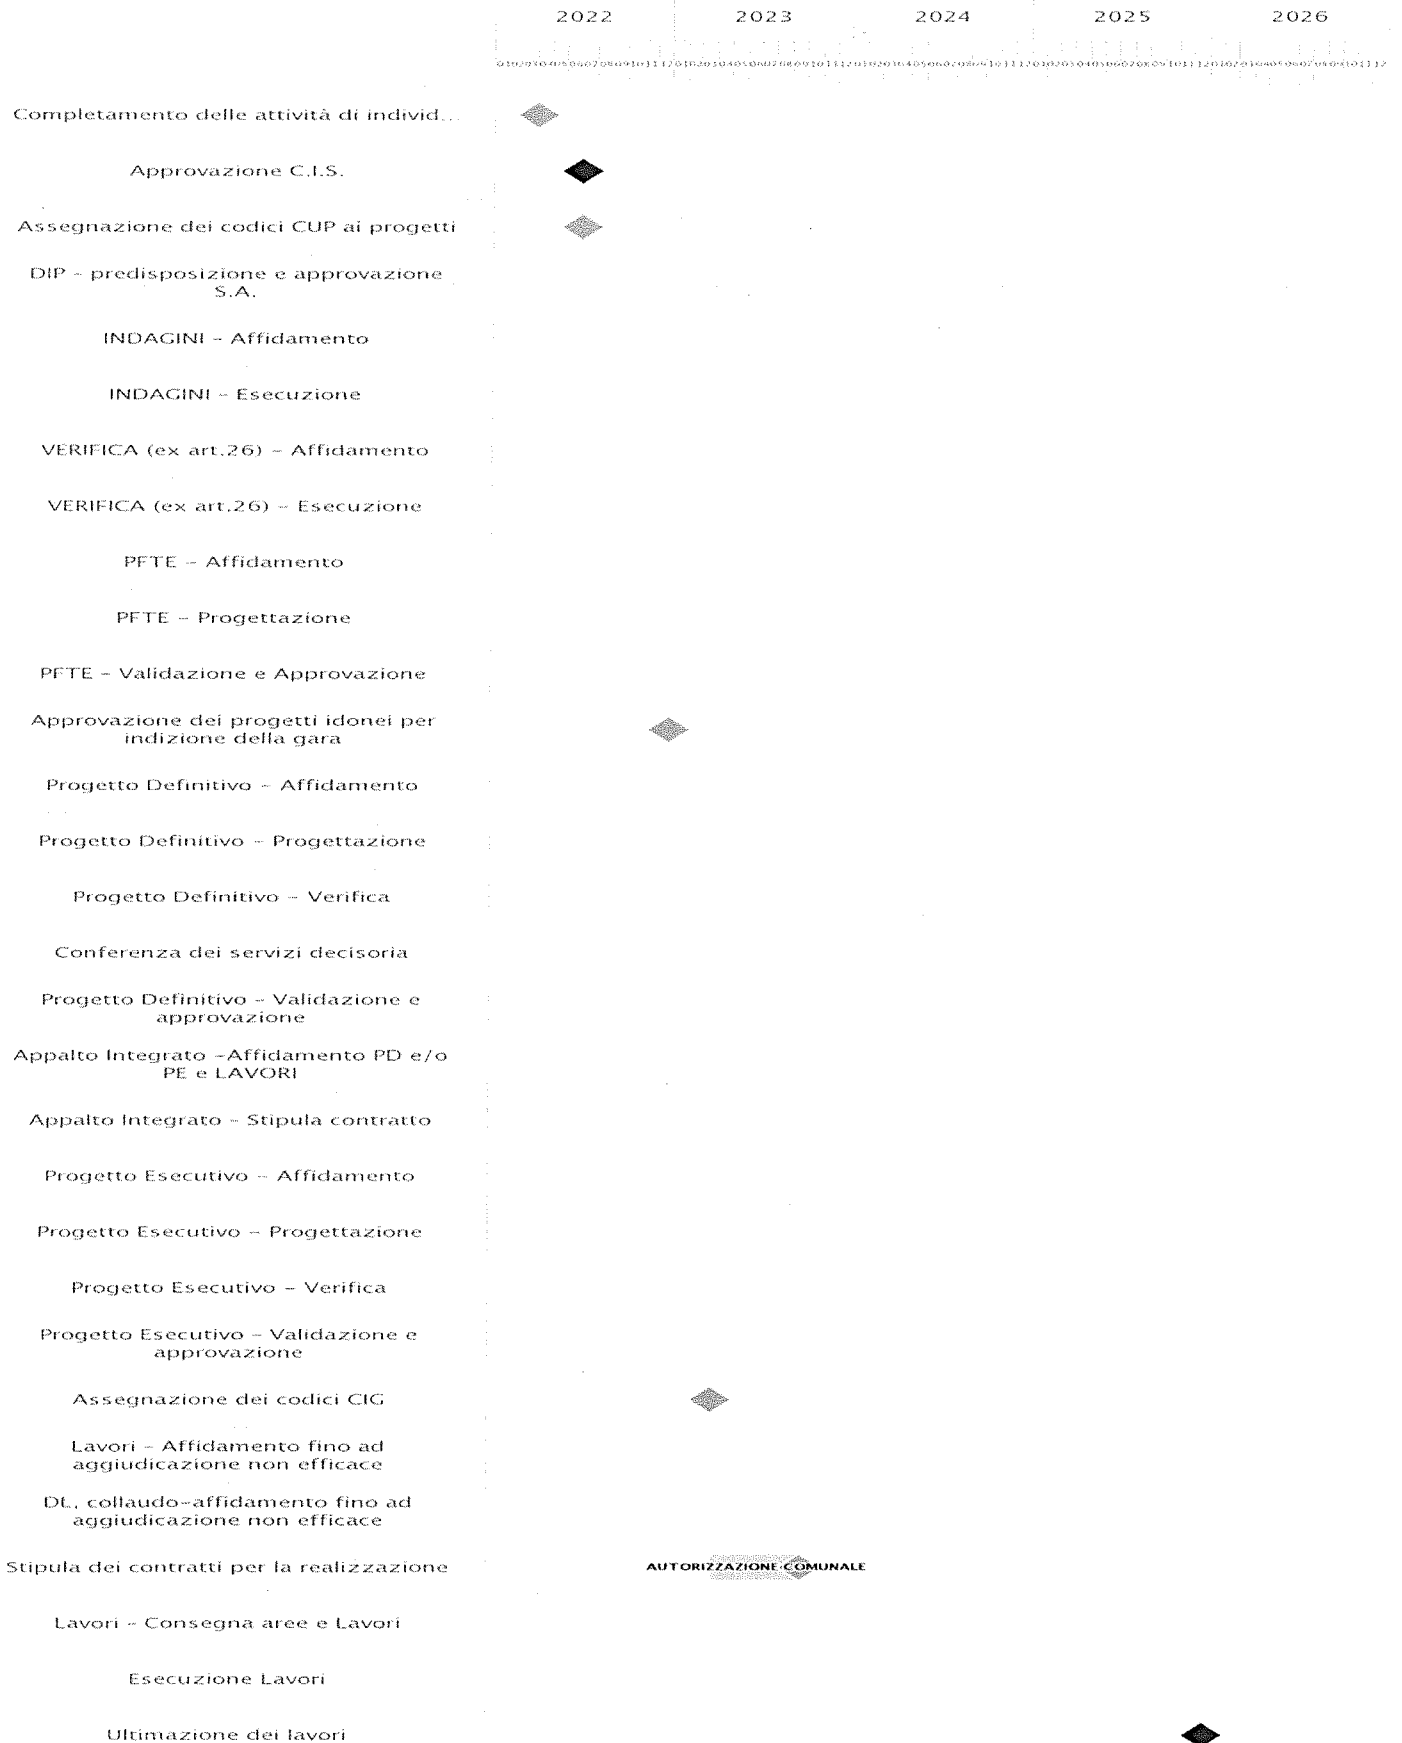 2022 2023 2024 2025 2026
Completamento delle attività di individ...
Approvazione C.I.S.
Assegnazione dei codici CUP ai progetti
DIP - predisposizione e approvazione
S.A.
INDAGINI - Affidamento
INDAGINI - Esecuzione
VERIFICA (ex art.26) - Affidamento
VERIFICA (ex art.26) - Esecuzione
PFTE - Affidamento
PFTE - Progettazione
PFTE - Validazione e Approvazione
Approvazione dei progetti idonei per
indizione della gara
Progetto Definitivo - Affidamento
Progetto Definitivo - Progettazione
Progetto Definitivo - Verifica
Conferenza dei servizi decisoria
Progetto Definitivo - Validazione e
approvazione
Appalto Integrato -Affidamento PD e/o
PE e LAVORI
Appalto Integrato - Stipula contratto
Progetto Esecutivo - Affidamento
Progetto Esecutivo - Progettazione
Progetto Esecutivo - Verifica
Progetto Esecutivo - Validazione e
approvazione
Assegnazione dei codici CIG
Lavori - Affidamento fino ad
aggiudicazione non efficace
DL, collaudo-affidamento fino ad
aggiudicazione non efficace
Stipula dei contratti per la realizzazione
AUTORIZZAZIONE COMUNALE
Lavori - Consegna aree e Lavori
Esecuzione Lavori
Ultimazione dei lavori